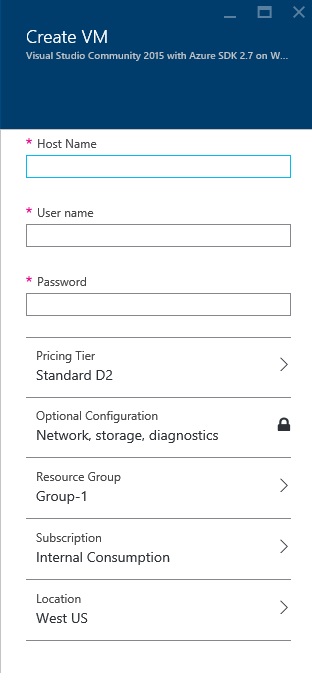 Create VM
Visual Studio Community 2015 with Azure SDK 2.7 on W...
* Host Name
* User name
* Password
Pricing Tier
Standard D2
Optional Configuration
Network, storage, diagnostics
Resource Group
Group-1
Subscription
Internal Consumption
Location
West US